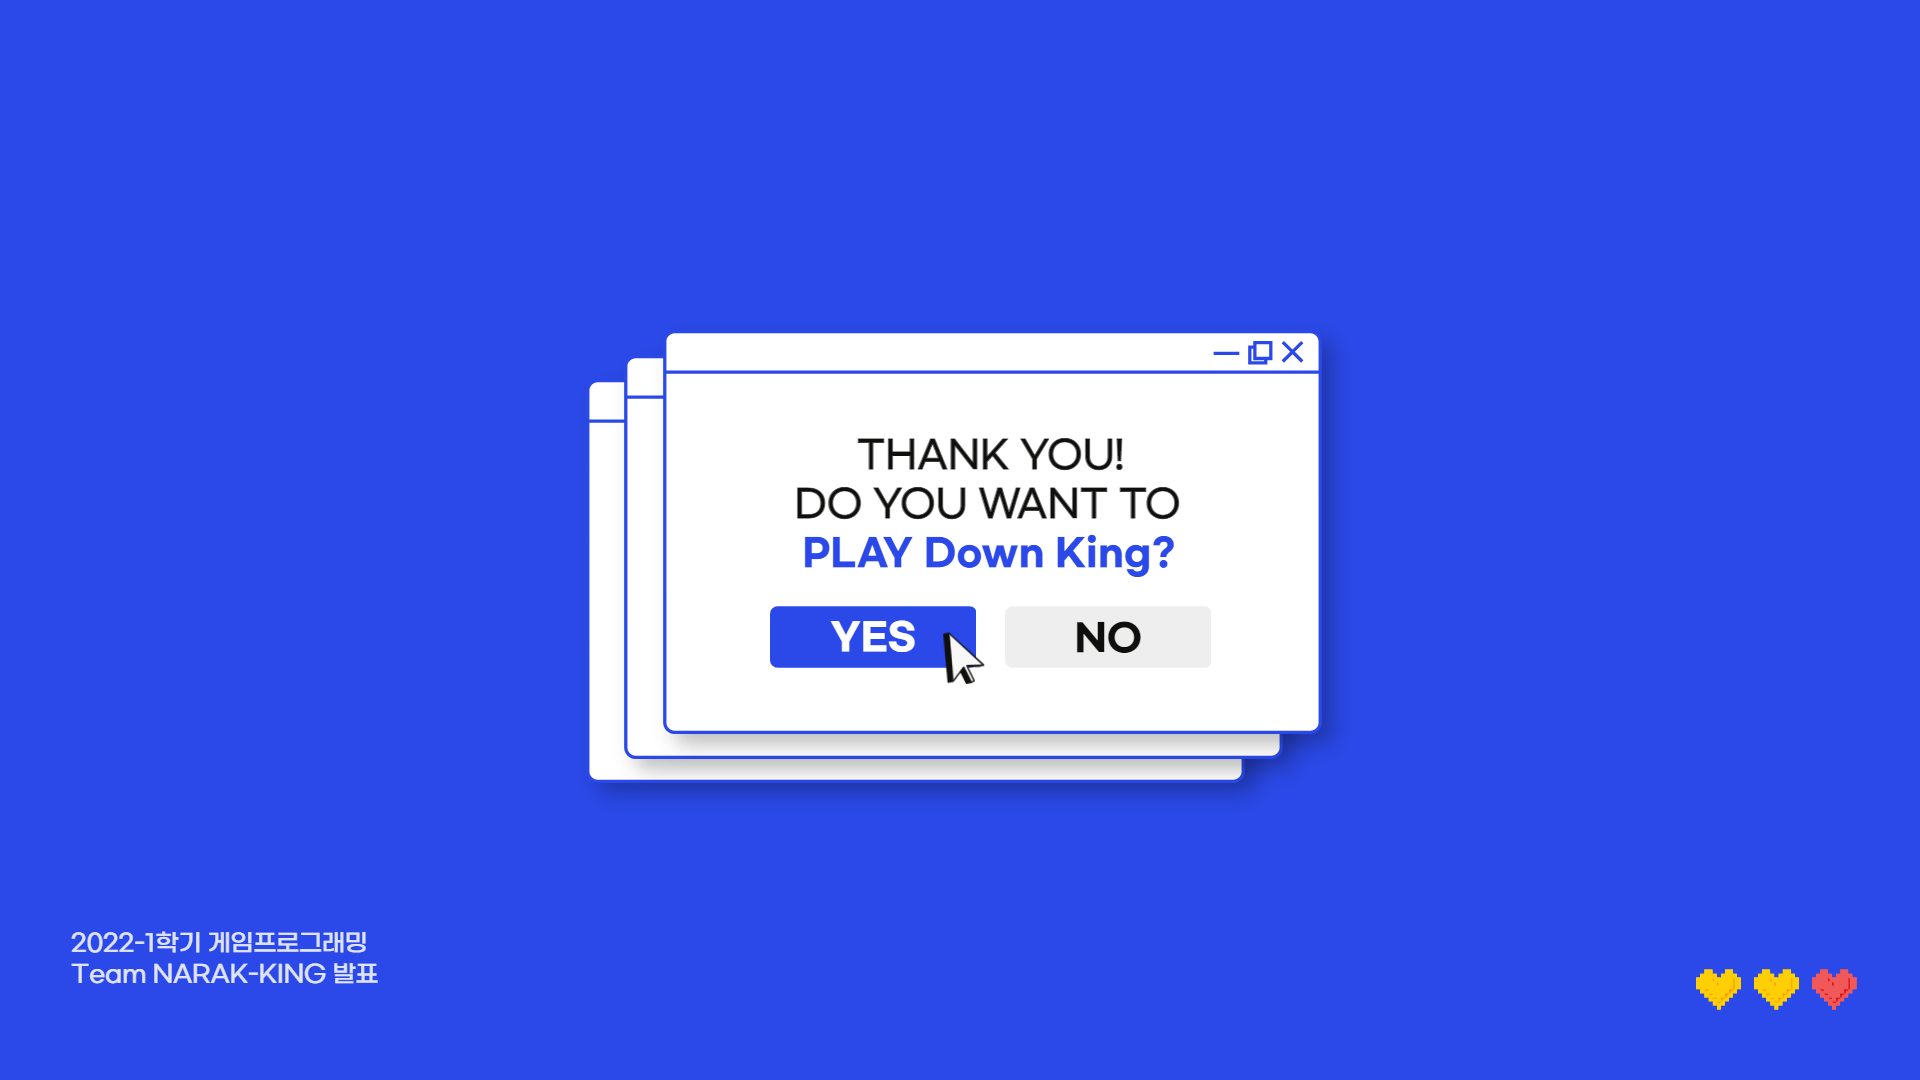 THANK YOU!
DO YOU WANT TO
PLAY Down King?
YES
NO
2022-1학기 게임프로그래밍
Team NARAK-KING 발표